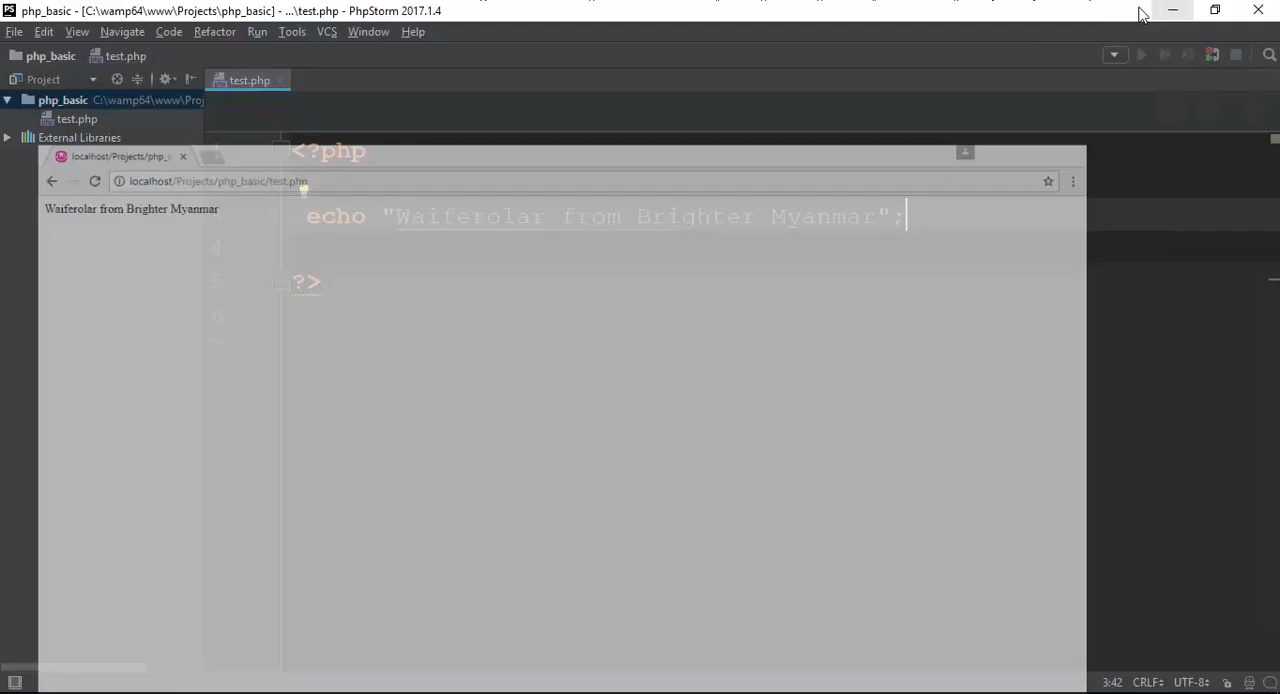 php_basic - [C:\wamp64\www\Projects\php_basic] - ...\test.php - PhpStorm 2017.1.4
File Edit View Navigate Code Refactor Run Tools VCS Window Help
php_basic test.php
Project test.php
php_basic C:\wamp64\www\Proj
test.php
External Libraries
<?php
localhost/Projects/php_
localhost/Projects/php_basic/test.php
Waiferolar from Brighter Myanmar
echo "Waiferolar from Brighter Myanmar";
4
5 ?>
6
3:42 CRLF UTF-8